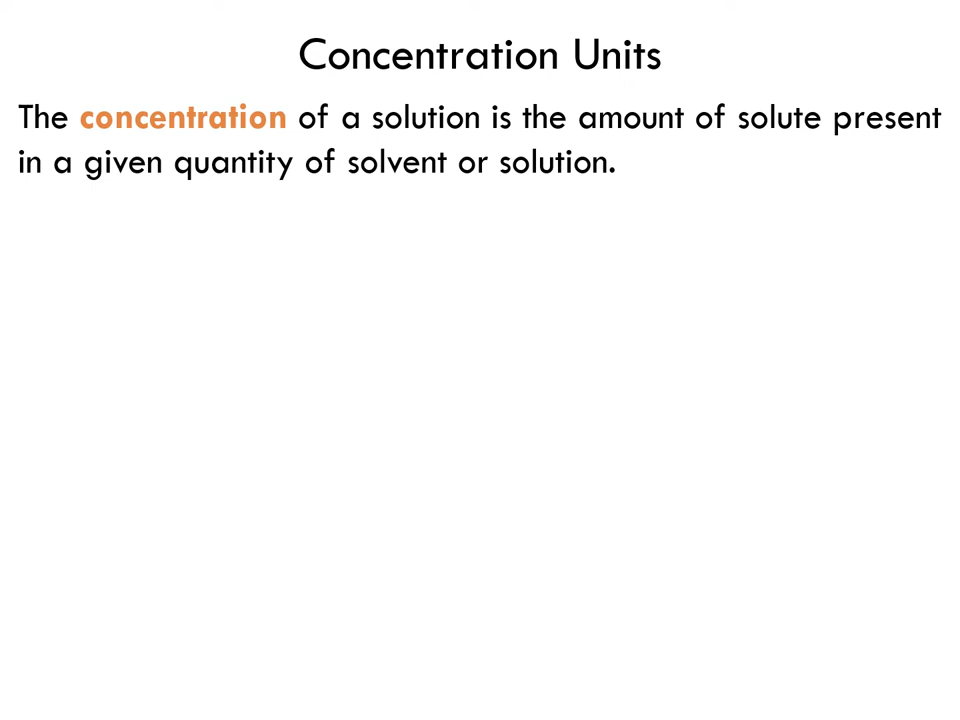 Concentration Units
The concentration of a solution is the amount of solute present
in a given quantity of solvent or solution.